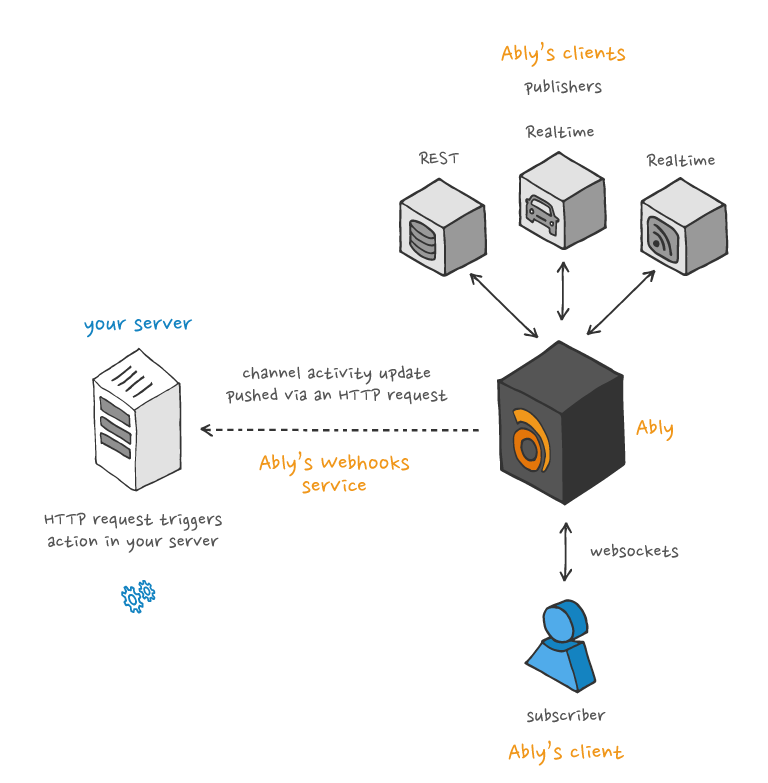 Ably's clients
publishers
Realtime
REST
Realtime
your server
channel activity update
pushed via an HTTP request
Ably
Ably's Webhooks
service
HTTP request triggers
action in your server
websockets
subscriber
Ably's client